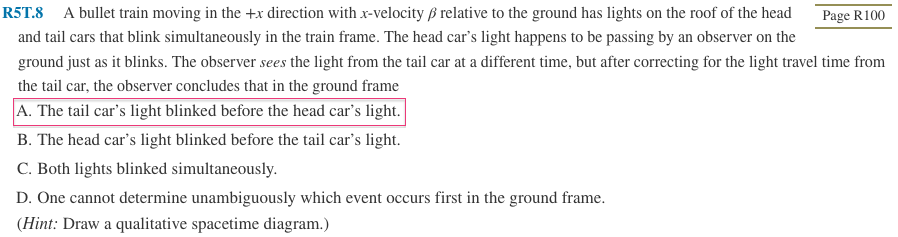 R5T.8 A bullet train moving in the +x direction with x-velocity β relative to the ground has lights on the roof of the head
Page R100
and tail cars that blink simultaneously in the train frame. The head car's light happens to be passing by an observer on the
ground just as it blinks. The observer sees the light from the tail car at a different time, but after correcting for the light travel time from
the tail car, the observer concludes that in the ground frame
A. The tail car's light blinked before the head car's light.
B. The head car's light blinked before the tail car's light.
C. Both lights blinked simultaneously.
D. One cannot determine unambiguously which event occurs first in the ground frame.
(Hint: Draw a qualitative spacetime diagram.)